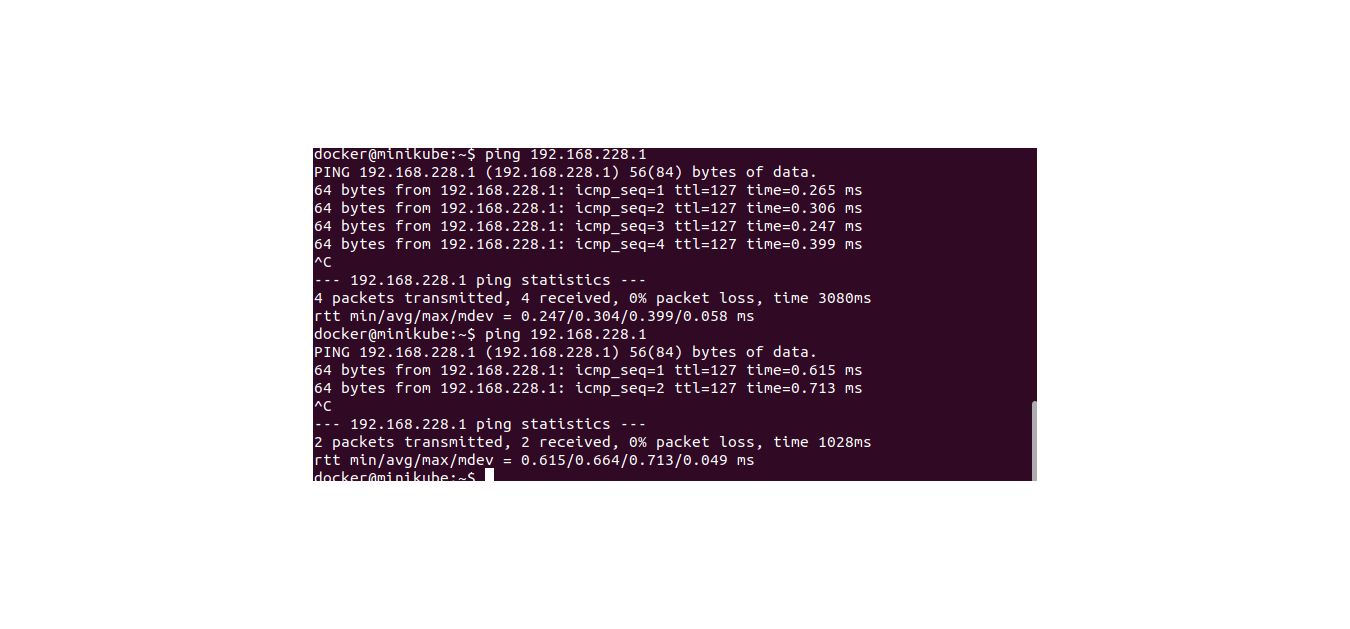 docker@minikube:~$ ping 192.168.228.1
PING 192.168.228.1 (192.168.228.1) 56(84) bytes of data.
64 bytes from 192.168.228.1: icmp_seq=1 ttl=127 time=0.265 ms
64 bytes from 192.168.228.1: icmp_seq=2 ttl=127 time=0.306 ms
64 bytes from 192.168.228.1: icmp_seq=3 ttl=127 time=0.247 ms
64 bytes from 192.168.228.1: icmp_seq=4 ttl=127 time=0.399 ms
^C
--- 192.168.228.1 ping statistics ---
4 packets transmitted, 4 received, 0% packet loss, time 3080ms
rtt min/avg/max/mdev = 0.247/0.304/0.399/0.058 ms
docker@minikube:~$ ping 192.168.228.1
PING 192.168.228.1 (192.168.228.1) 56(84) bytes of data.
64 bytes from 192.168.228.1: icmp_seq=1 ttl=127 time=0.615 ms
64 bytes from 192.168.228.1: icmp_seq=2 ttl=127 time=0.713 ms
^C
--- 192.168.228.1 ping statistics ---
2 packets transmitted, 2 received, 0% packet loss, time 1028ms
rtt min/avg/max/mdev = 0.615/0.664/0.713/0.049 ms
docker@minikube:~$